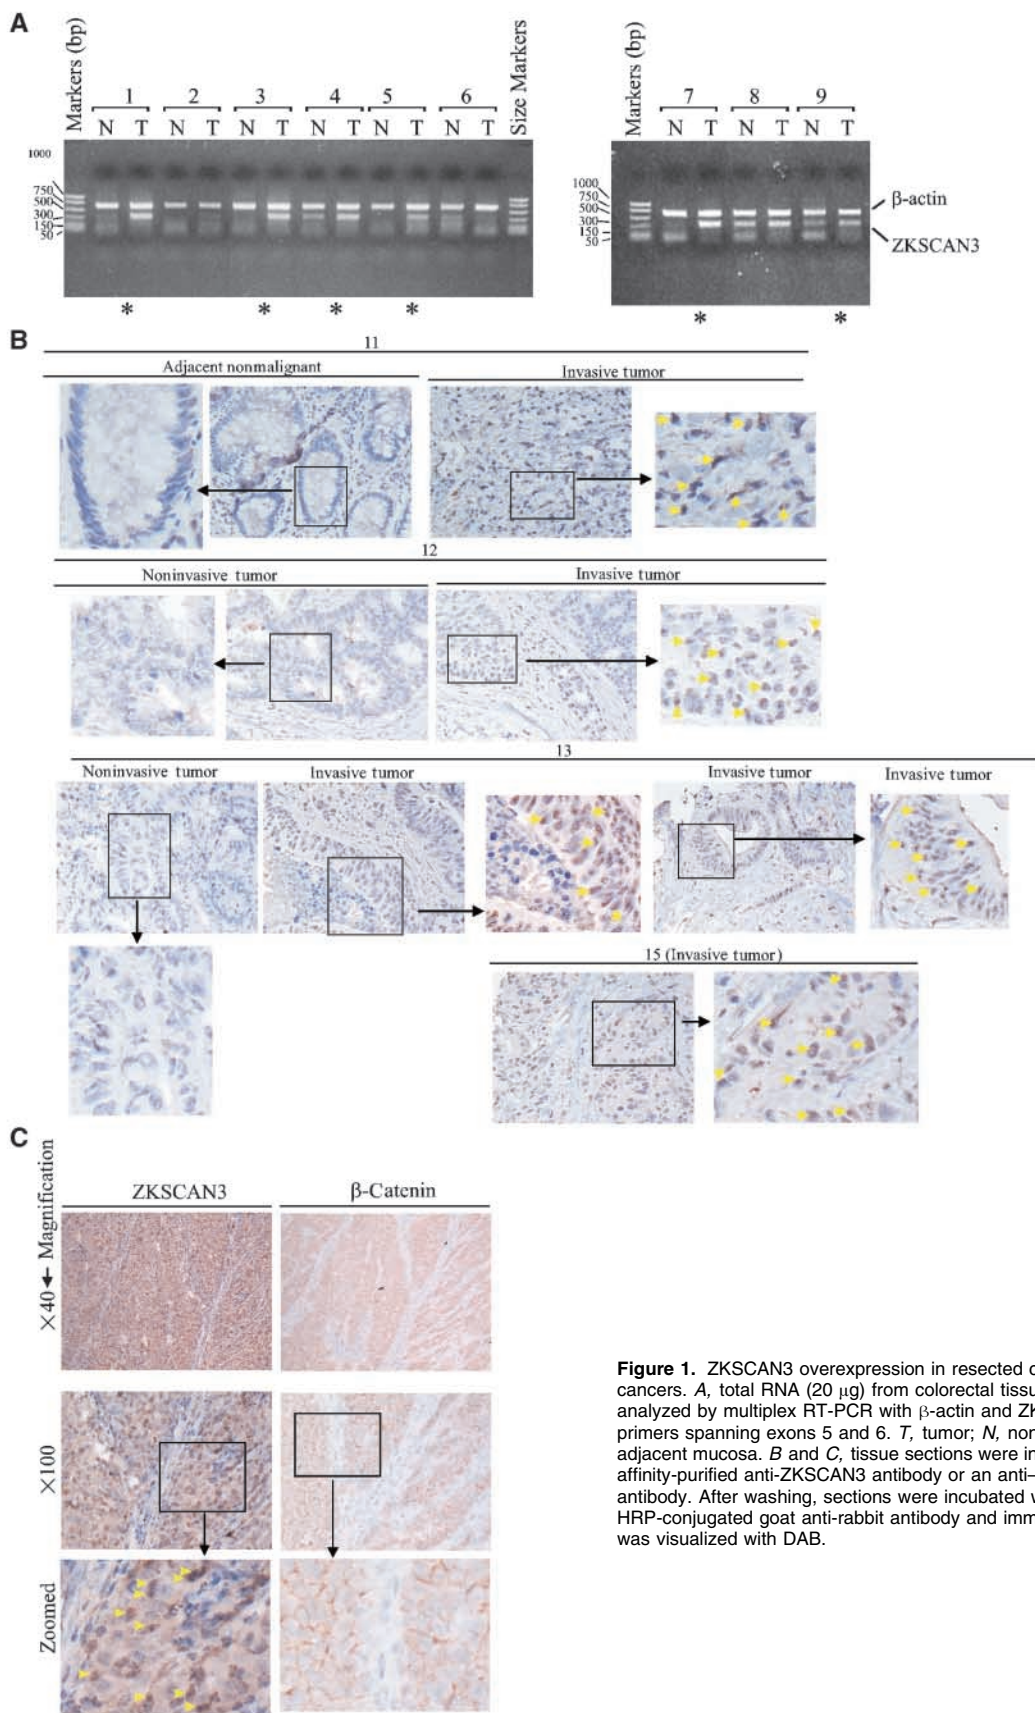 A
Markers (bp)
1 2 3 4 5 6
N T N T N T N T N T N T
Size Markers
1000
750
500
300
150
50
* * * *
Markers (bp)
7 8 9
N T N T N T
1000
750
500
300
150
50
β-actin
ZKSCAN3
* *
B
11
Adjacent nonmalignant
Invasive tumor
12
Noninvasive tumor
Invasive tumor
13
Noninvasive tumor
Invasive tumor
Invasive tumor
Invasive tumor
15 (Invasive tumor)
C
Magnification
ZKSCAN3
β-Catenin
×40
×100
Zoomed
Figure 1. ZKSCAN3 overexpression in resected
cancers. A, total RNA (20 μg) from colorectal
analyzed by multiplex RT-PCR with β-actin and
primers spanning exons 5 and 6. T, tumor; N,
adjacent mucosa. B and C, tissue sections were
affinity-purified anti-ZKSCAN3 antibody or an anti–
antibody. After washing, sections were incubated
HRP-conjugated goat anti-rabbit antibody and
was visualized with DAB.